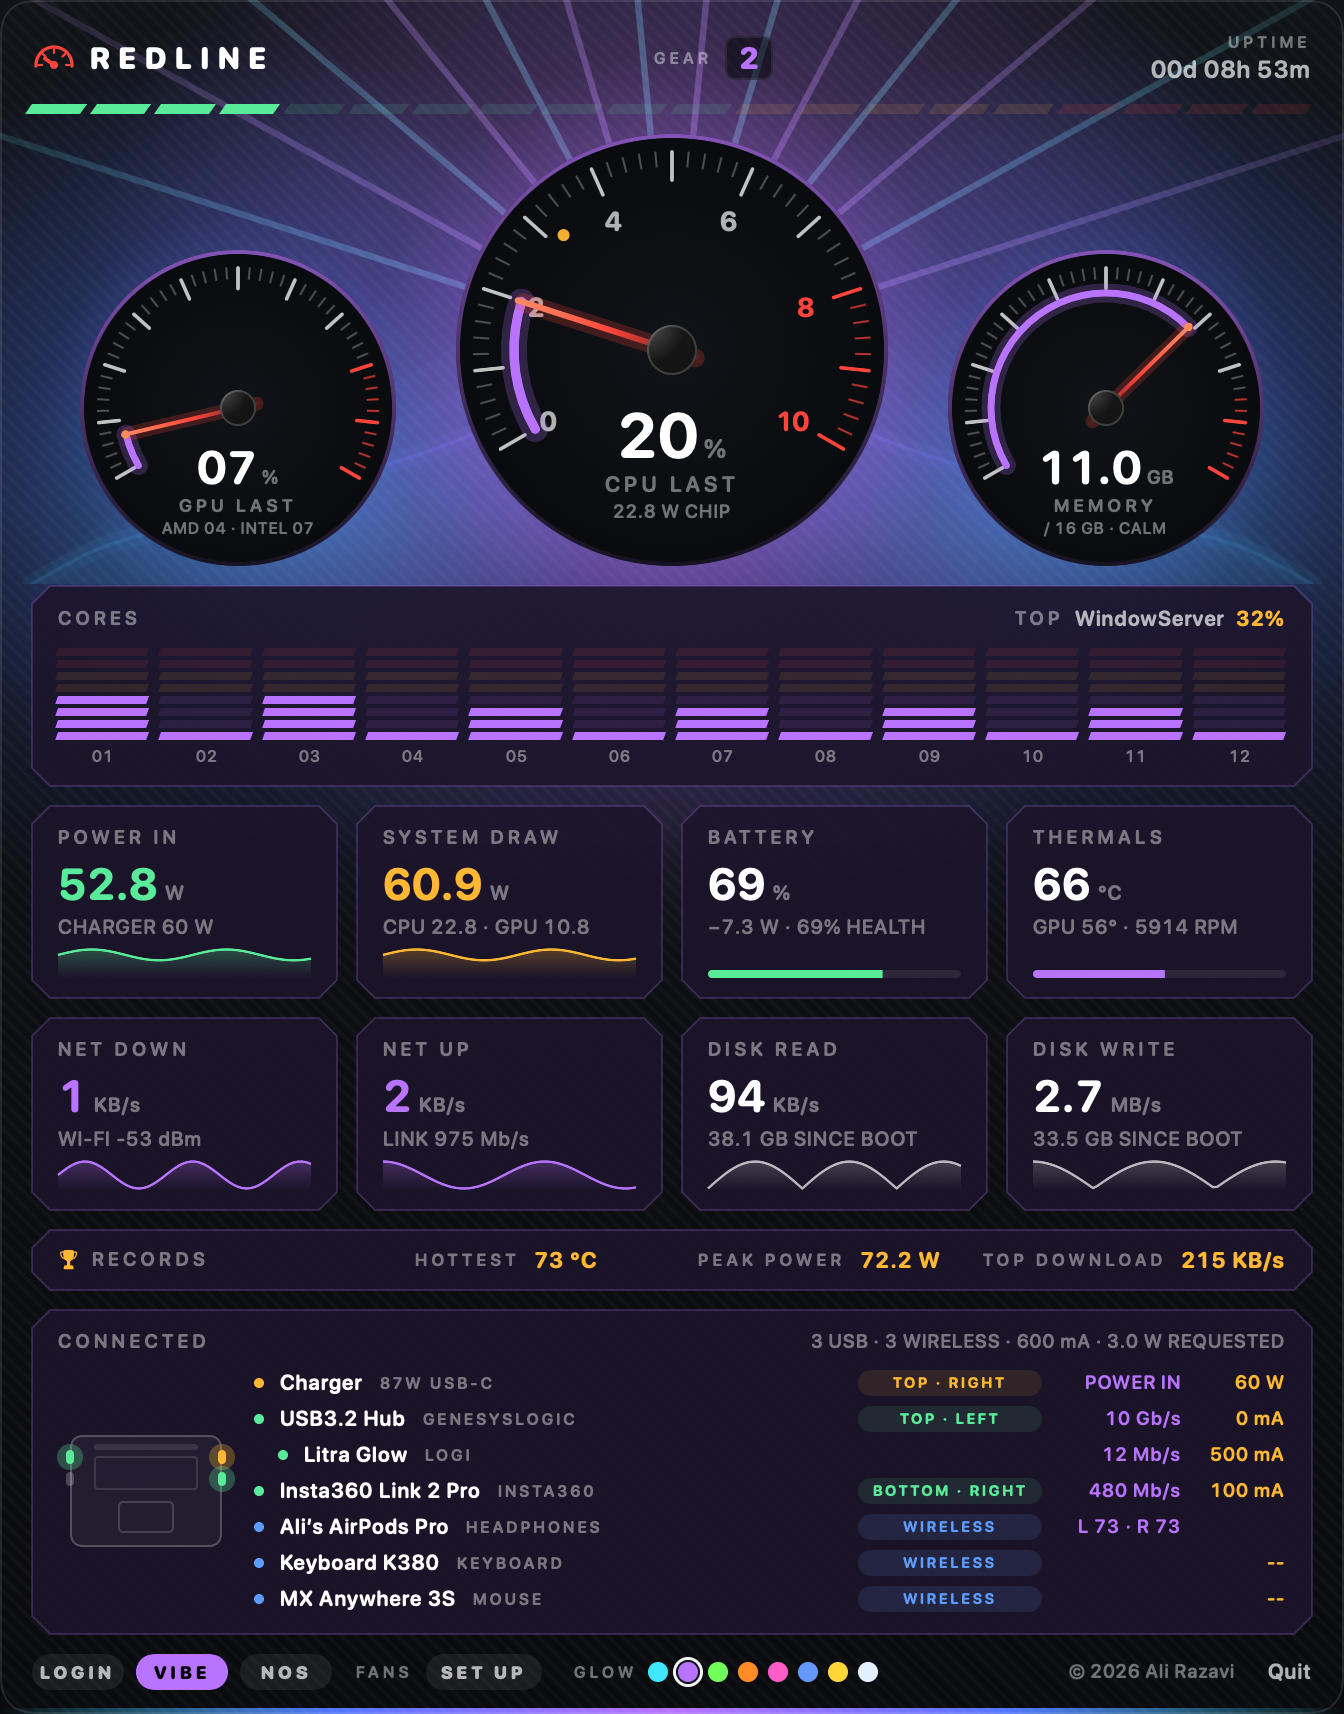 REDLINE
GEAR 2
UPTIME
00d 08h 53m
4 6
2 8
0 10
20 %
CPU LAST
22.8 W CHIP
07 %
GPU LAST
AMD 04 · INTEL 07
11.0 GB
MEMORY
/ 16 GB · CALM
CORES TOP WindowServer 32%
01 02 03 04 05 06 07 08 09 10 11 12
POWER IN
52.8 W
CHARGER 60 W
SYSTEM DRAW
60.9 W
CPU 22.8 · GPU 10.8
BATTERY
69 %
−7.3 W · 69% HEALTH
THERMALS
66 °C
GPU 56° · 5914 RPM
NET DOWN
1 KB/s
WI-FI -53 dBm
NET UP
2 KB/s
LINK 975 Mb/s
DISK READ
94 KB/s
38.1 GB SINCE BOOT
DISK WRITE
2.7 MB/s
33.5 GB SINCE BOOT
RECORDS HOTTEST 73 °C PEAK POWER 72.2 W TOP DOWNLOAD 215 KB/s
CONNECTED 3 USB · 3 WIRELESS · 600 mA · 3.0 W REQUESTED
Charger 87W USB-C TOP · RIGHT POWER IN 60 W
USB3.2 Hub GENESYSLOGIC TOP · LEFT 10 Gb/s 0 mA
Litra Glow LOGI 12 Mb/s 500 mA
Insta360 Link 2 Pro INSTA360 BOTTOM · RIGHT 480 Mb/s 100 mA
Ali's AirPods Pro HEADPHONES WIRELESS L 73 · R 73
Keyboard K380 KEYBOARD WIRELESS --
MX Anywhere 3S MOUSE WIRELESS --
LOGIN VIBE NOS FANS SET UP GLOW © 2026 Ali Razavi Quit